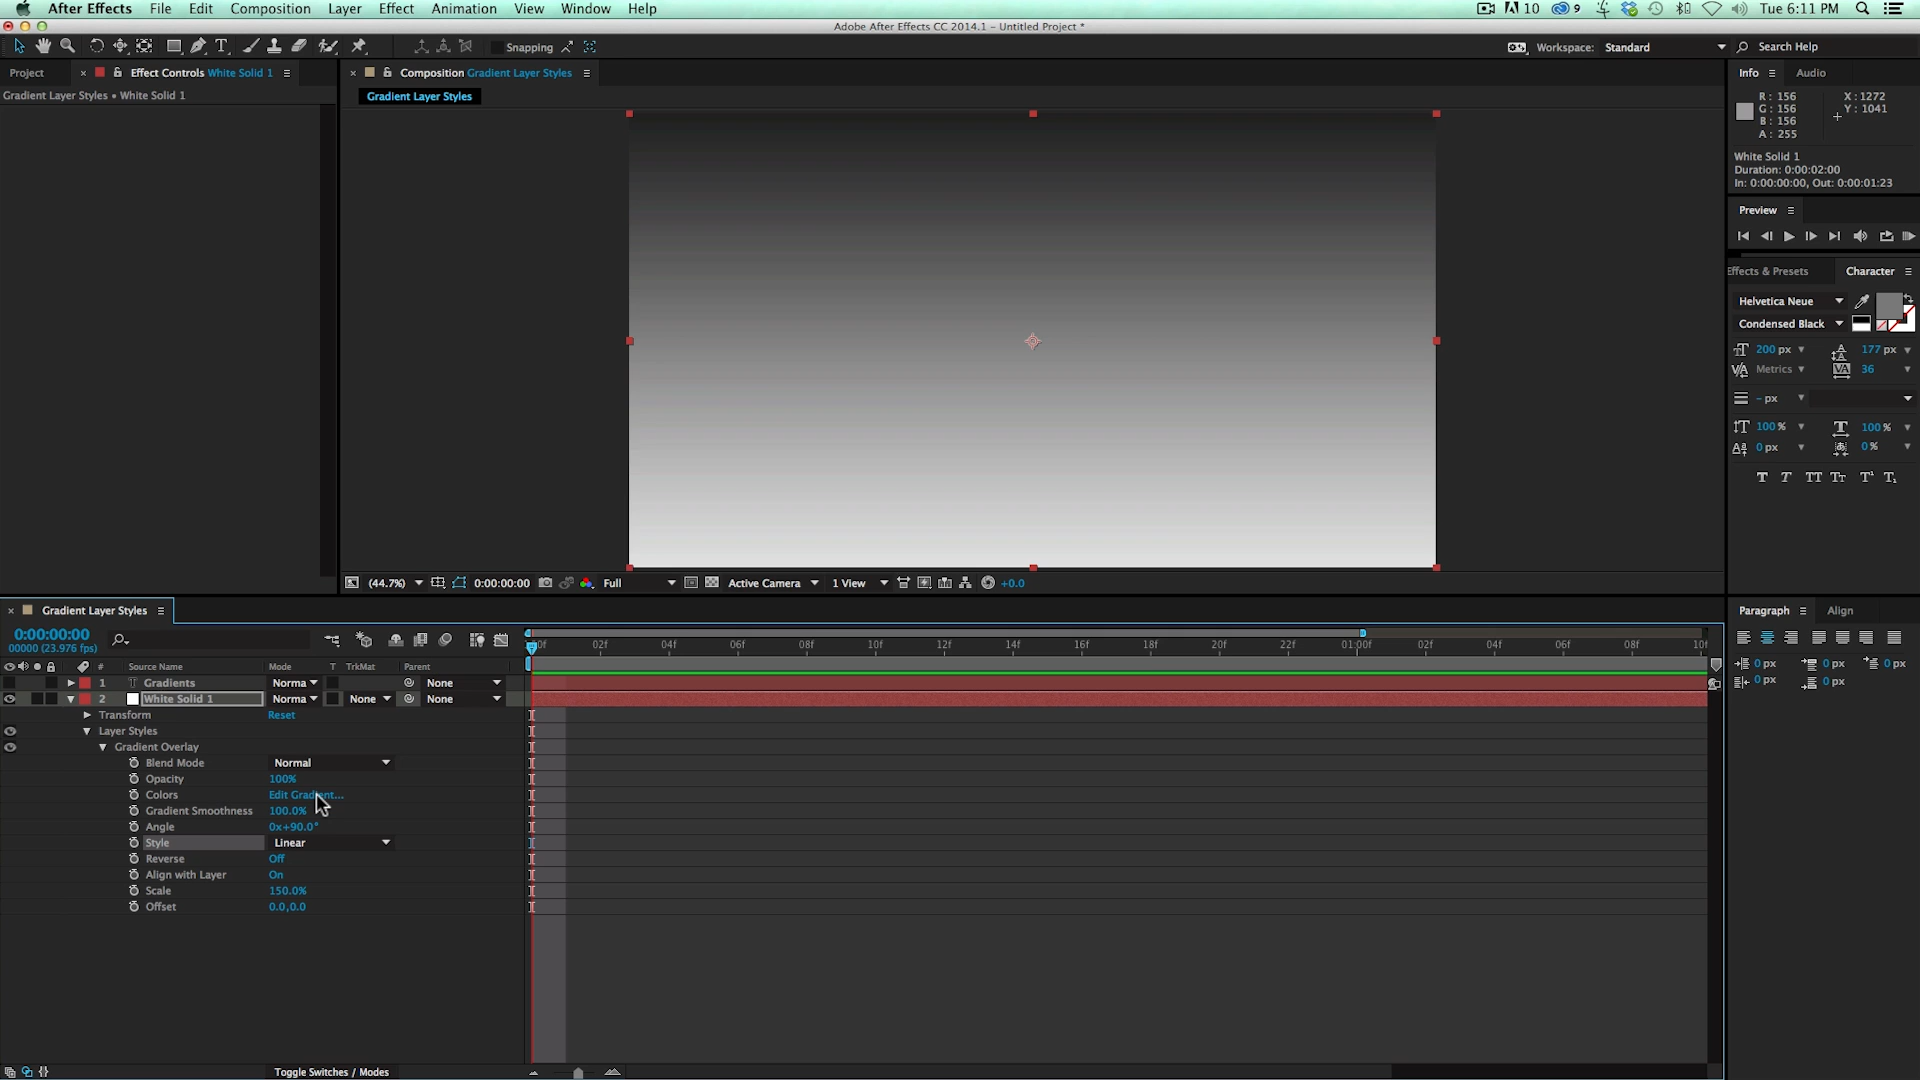 After Effects File Edit Composition Layer Effect Animation View Window Help 10 9 Tue 6:11 PM
Adobe After Effects CC 2014.1 – Untitled Project *
Snapping Workspace: Standard Search Help
Project × Effect Controls White Solid 1 × Composition Gradient Layer Styles Info Audio
Gradient Layer Styles • White Solid 1
Gradient Layer Styles
R : 156 X : 1272
G : 156 Y : 1041
B : 156
A : 255
White Solid 1
Duration: 0:00:02:00
In: 0:00:00:00, Out: 0:00:01:23
Preview
Effects & Presets Character
Helvetica Neue
Condensed Black
200 px 177 px
Metrics 36
– px
100 % 100 %
0 px 0 %
T T TT Tt T¹ T₁
(44.7%) 0:00:00:00 Full Active Camera 1 View +0.0
× Gradient Layer Styles Paragraph Align
0:00:00:00
00000 (23.976 fps)
00f 02f 04f 06f 08f 10f 12f 14f 16f 18f 20f 22f 01:00f 02f 04f 06f 08f 10f
# Source Name Mode T TrkMat Parent
0 px 0 px 0 px
0 px 0 px
1 T Gradients Norma None
2 White Solid 1 Norma None None
Transform Reset
Layer Styles
Gradient Overlay
Blend Mode Normal
Opacity 100%
Colors Edit Gradient...
Gradient Smoothness 100.0%
Angle 0x+90.0°
Style Linear
Reverse Off
Align with Layer On
Scale 150.0%
Offset 0.0,0.0
Toggle Switches / Modes